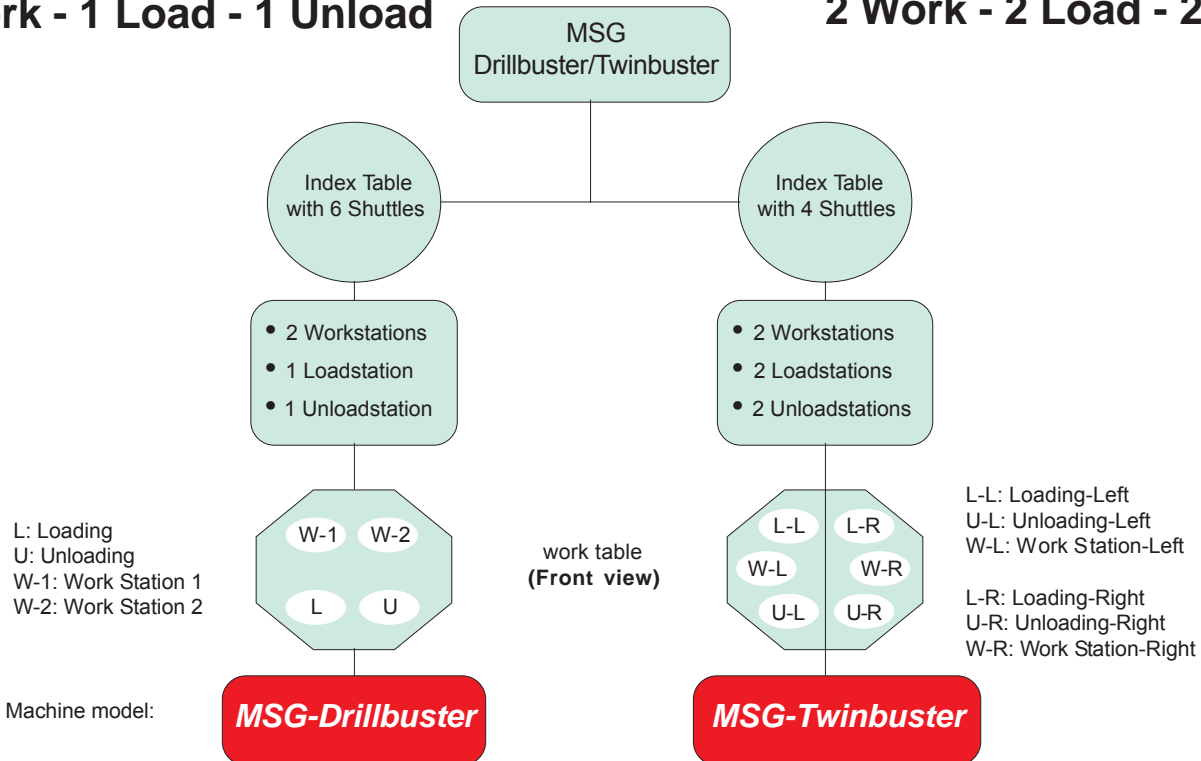 rk - 1 Load - 1 Unload
2 Work - 2 Load - 2
MSG
Drillbuster/Twinbuster
Index Table
with 6 Shuttles
Index Table
with 4 Shuttles
• 2 Workstations
• 1 Loadstation
• 1 Unloadstation
• 2 Workstations
• 2 Loadstations
• 2 Unloadstations
L: Loading
U: Unloading
W-1: Work Station 1
W-2: Work Station 2
W-1 W-2
L U
work table
(Front view)
L-L L-R
W-L W-R
U-L U-R
L-L: Loading-Left
U-L: Unloading-Left
W-L: Work Station-Left
L-R: Loading-Right
U-R: Unloading-Right
W-R: Work Station-Right
Machine model:
MSG-Drillbuster
MSG-Twinbuster